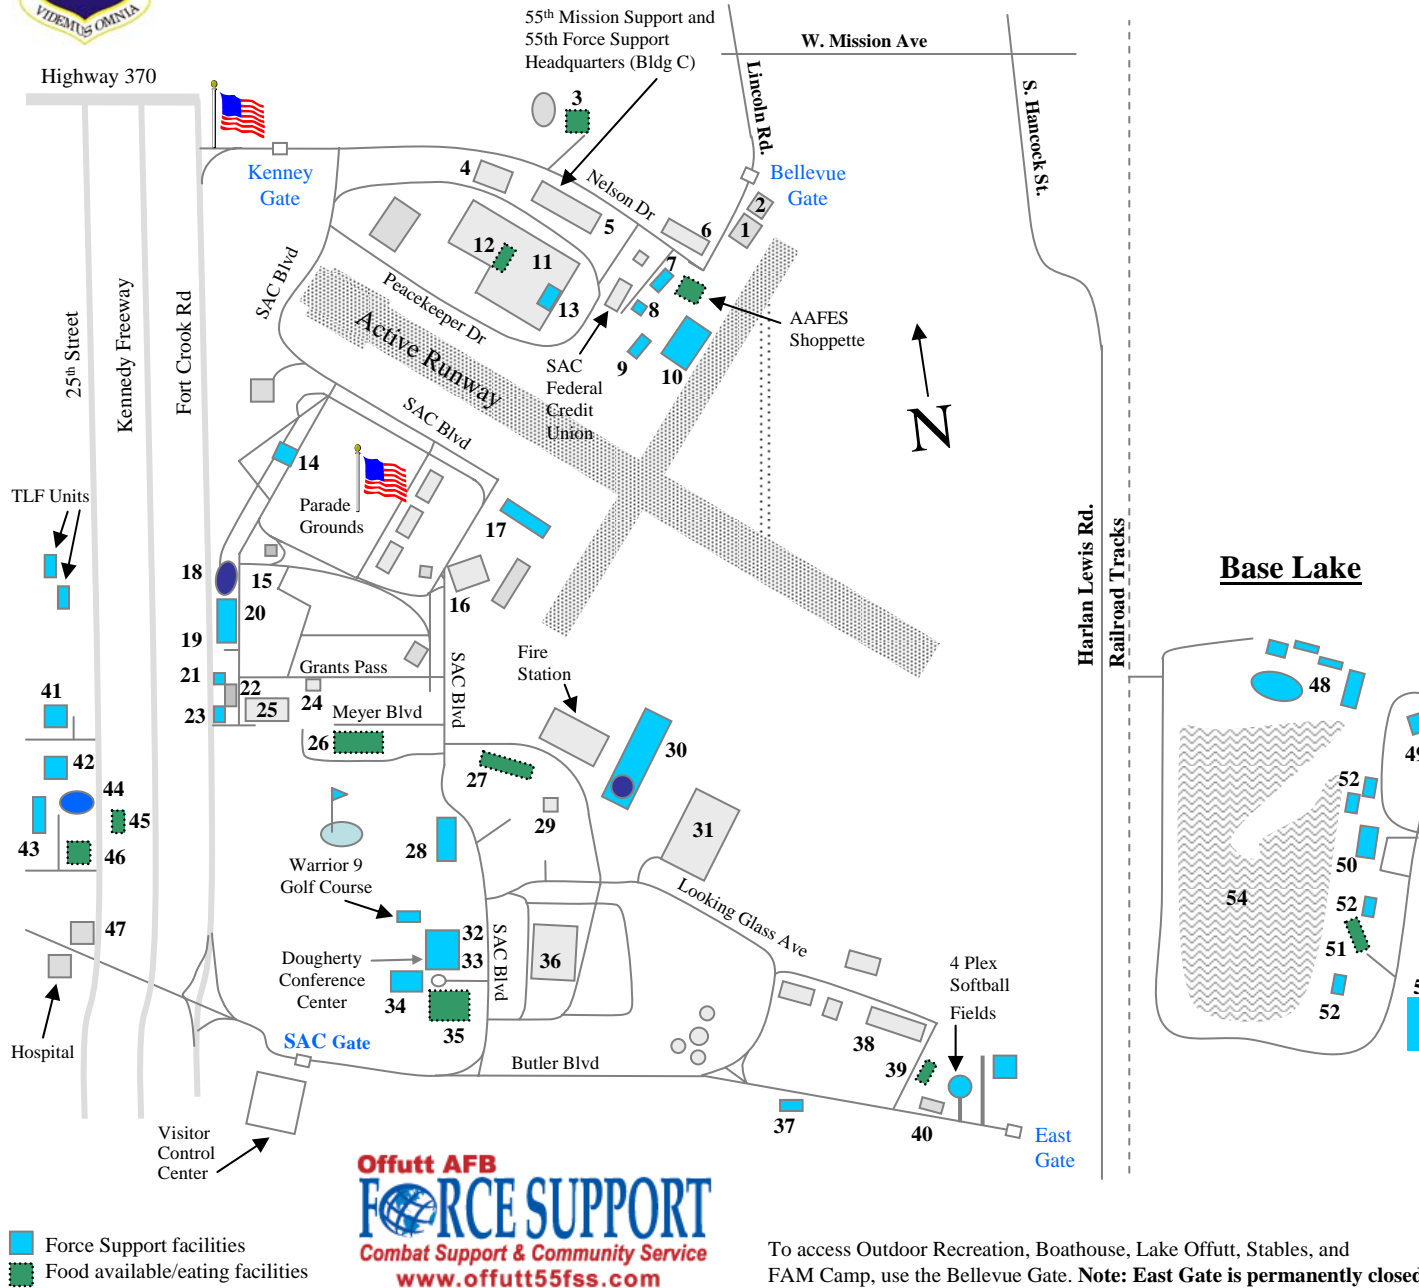 VIDEMUS OMNIA
55th Mission Support and
55th Force Support
Headquarters (Bldg C)
W. Mission Ave
Highway 370
Lincoln Rd.
S. Hancock St.
3
Kenney
Gate
4
Nelson Dr
Bellevue
Gate
2
1
5
6
12
11
7
13
8
SAC Blvd
Peacekeeper Dr
AAFES
Shoppette
9
10
SAC
Federal
Credit
Union
Active Runway
25th Street
Kennedy Freeway
Fort Crook Rd
SAC Blvd
N
14
TLF Units
Parade
Grounds
17
Harlan Lewis Rd.
Railroad Tracks
Base Lake
18
15
16
20
19
Fire
Station
SAC Blvd
Grants Pass
21
22
24
23
25
Meyer Blvd
26
27
30
48
41
42
44
45
43
46
29
31
28
49
52
50
Warrior 9
Golf Course
Looking Glass Ave
54
52
51
47
32
33
SAC Blvd
36
Dougherty
Conference
Center
34
35
4 Plex
Softball
Fields
52
38
39
Hospital
SAC Gate
Butler Blvd
37
40
East
Gate
Visitor
Control
Center
Offutt AFB
FORCE SUPPORT
Combat Support & Community Service
www.offutt55fss.com
Force Support facilities
Food available/eating facilities
To access Outdoor Recreation, Boathouse, Lake Offutt, Stables, and
FAM Camp, use the Bellevue Gate. Note: East Gate is permanently closed